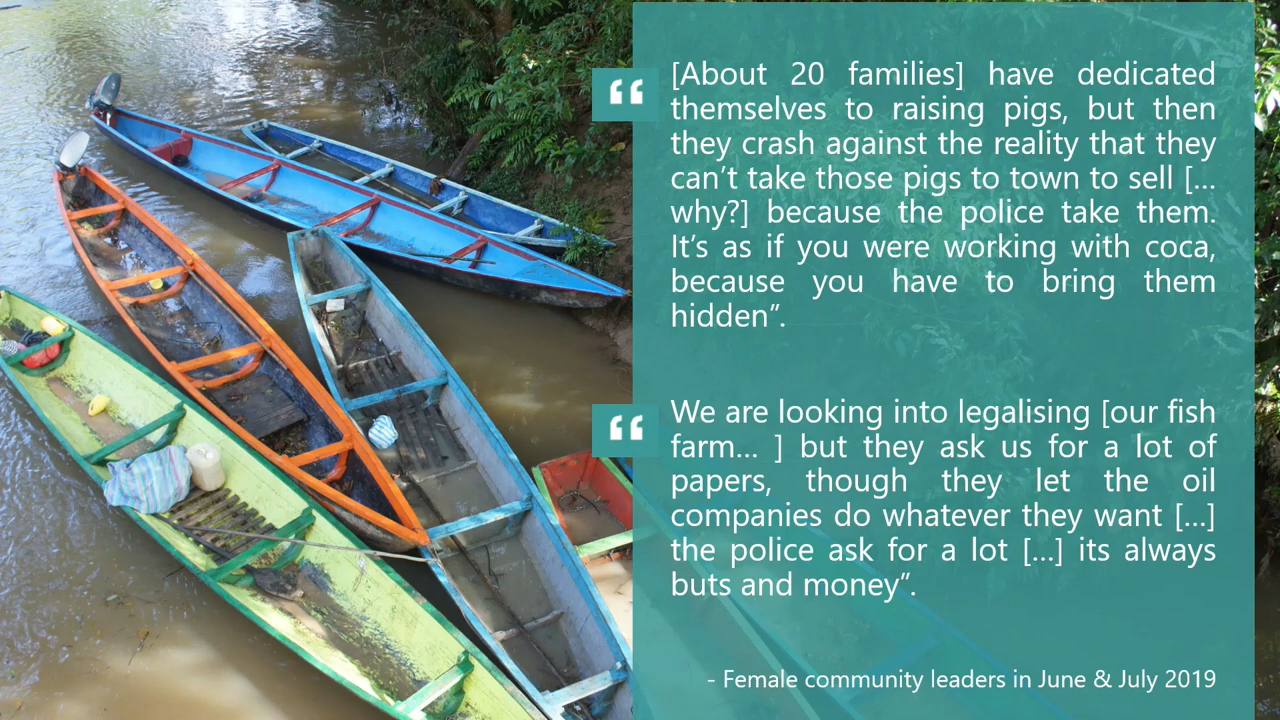 “
[About 20 families] have dedicated
themselves to raising pigs, but then
they crash against the reality that they
can’t take those pigs to town to sell [...
why?] because the police take them.
It’s as if you were working with coca,
because you have to bring them
hidden”.
“
We are looking into legalising [our fish
farm... ] but they ask us for a lot of
papers, though they let the oil
companies do whatever they want [...]
the police ask for a lot [...] its always
buts and money”.
- Female community leaders in June & July 2019